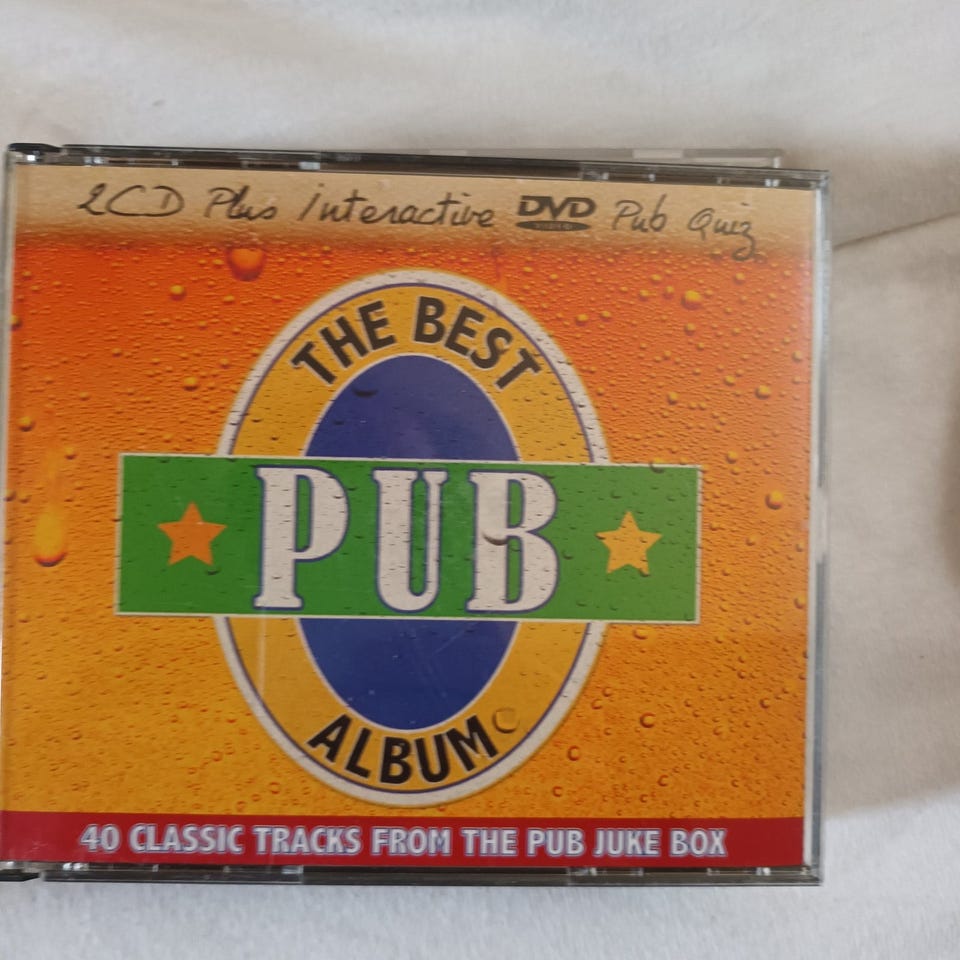 2CD Plus interactive DVD Pub Quiz
THE BEST
PUB
ALBUM
40 CLASSIC TRACKS FROM THE PUB JUKE BOX